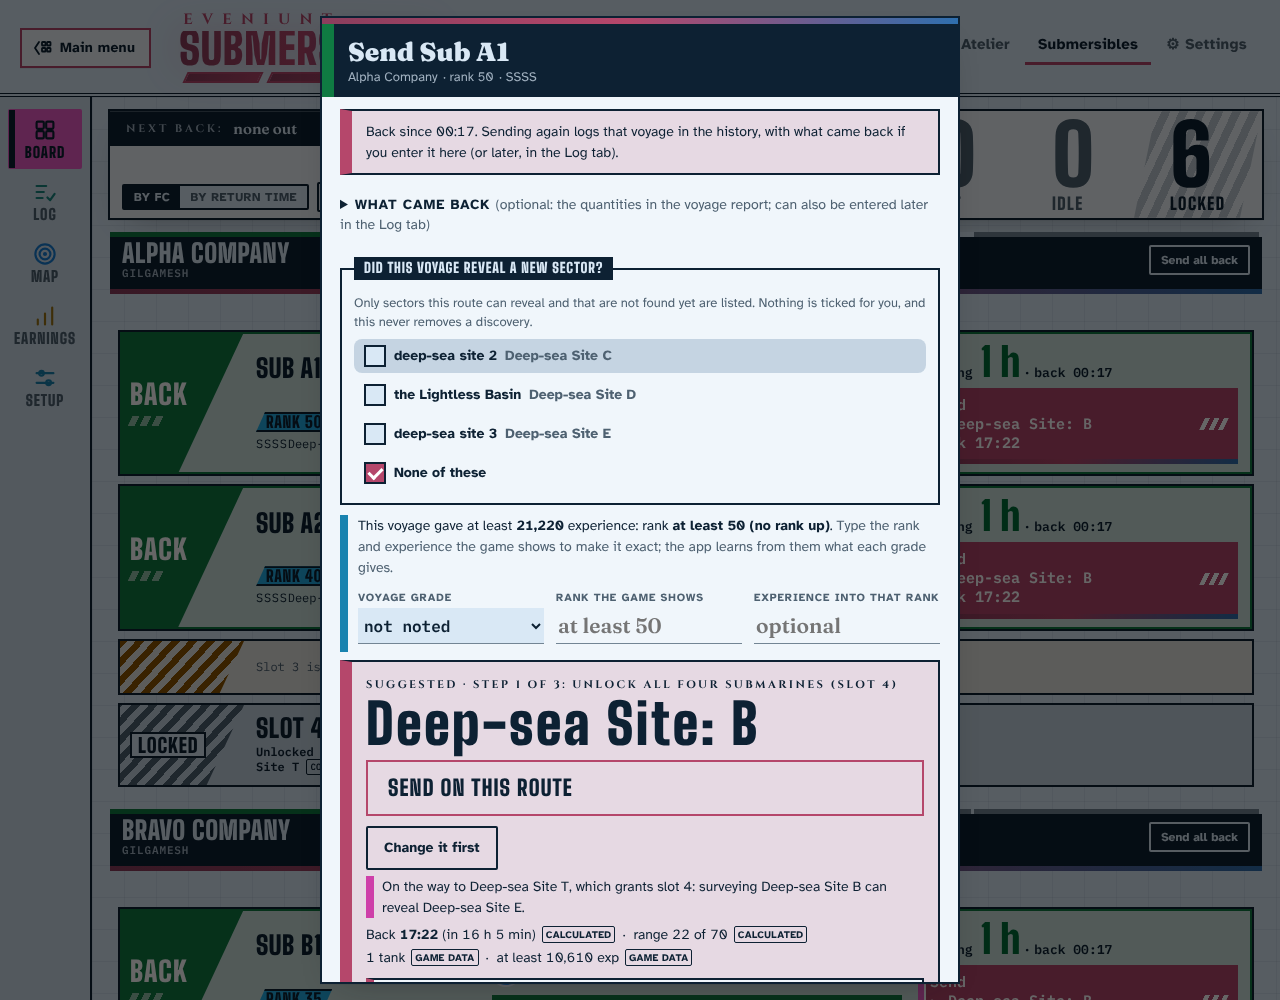 Main menu
EVENIUNT
SUBMERS
Atelier
Submersibles
Settings
BOARD
LOG
MAP
EARNINGS
SETUP
NEXT BACK: none out
BY FC
BY RETURN TIME
0
IDLE
6
LOCKED
ALPHA COMPANY
GILGAMESH
Send all back
BACK
SUB A1
RANK 50
SSSSDeep-
1 h · back 00:17
eep-sea Site: B
17:22
BACK
SUB A2
RANK 40
SSSSDeep-
1 h · back 00:17
eep-sea Site: B
17:22
Slot 3 is
LOCKED
SLOT 4
Unlocked
Site T
BRAVO COMPANY
GILGAMESH
Send all back
BACK
SUB B1
RANK 35
1 h · back 00:17
Send
Send Sub A1
Alpha Company · rank 50 · SSSS
Back since 00:17. Sending again logs that voyage in the history, with what came back if
you enter it here (or later, in the Log tab).
WHAT CAME BACK (optional: the quantities in the voyage report; can also be entered later
in the Log tab)
DID THIS VOYAGE REVEAL A NEW SECTOR?
Only sectors this route can reveal and that are not found yet are listed. Nothing is ticked for you, and
this never removes a discovery.
deep-sea site 2 Deep-sea Site C
the Lightless Basin Deep-sea Site D
deep-sea site 3 Deep-sea Site E
None of these
This voyage gave at least 21,220 experience: rank at least 50 (no rank up). Type the rank
and experience the game shows to make it exact; the app learns from them what each grade
gives.
VOYAGE GRADE
RANK THE GAME SHOWS
EXPERIENCE INTO THAT RANK
not noted
at least 50
optional
SUGGESTED · STEP 1 OF 3: UNLOCK ALL FOUR SUBMARINES (SLOT 4)
Deep-sea Site: B
SEND ON THIS ROUTE
Change it first
On the way to Deep-sea Site T, which grants slot 4: surveying Deep-sea Site B can
reveal Deep-sea Site E.
Back 17:22 (in 16 h 5 min) CALCULATED · range 22 of 70 CALCULATED
1 tank GAME DATA · at least 10,610 exp GAME DATA